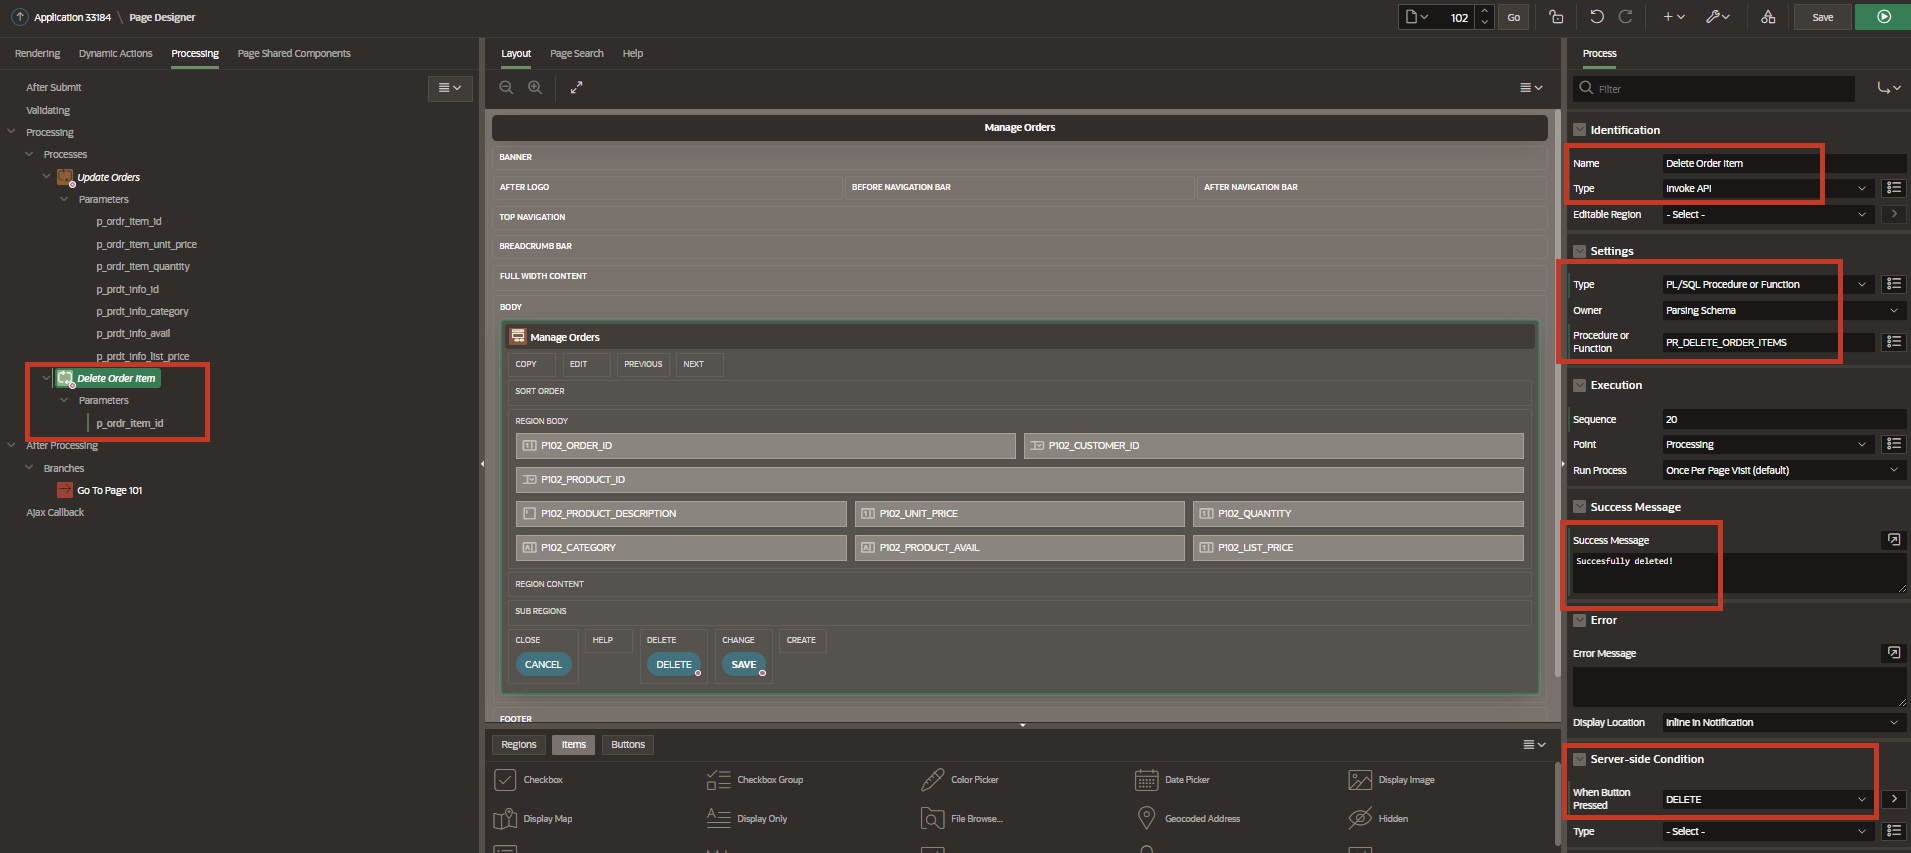 Application 33184 \ Page Designer
102
Go
Save
Rendering
Dynamic Actions
Processing
Page Shared Components
After Submit
Validating
Processing
Processes
Update Orders
Parameters
p_ordr_item_id
p_ordr_item_unit_price
p_ordr_item_quantity
p_prdt_info_id
p_prdt_info_category
p_prdt_info_avail
p_prdt_info_list_price
Delete Order Item
Parameters
p_ordr_item_id
After Processing
Branches
Go To Page 101
Ajax Callback
Layout
Page Search
Help
Manage Orders
BANNER
AFTER LOGO
BEFORE NAVIGATION BAR
AFTER NAVIGATION BAR
TOP NAVIGATION
BREADCRUMB BAR
FULL WIDTH CONTENT
BODY
Manage Orders
COPY
EDIT
PREVIOUS
NEXT
SORT ORDER
REGION BODY
P102_ORDER_ID
P102_CUSTOMER_ID
P102_PRODUCT_ID
P102_PRODUCT_DESCRIPTION
P102_UNIT_PRICE
P102_QUANTITY
P102_CATEGORY
P102_PRODUCT_AVAIL
P102_LIST_PRICE
REGION CONTENT
SUB REGIONS
CLOSE
HELP
DELETE
CHANGE
CREATE
CANCEL
DELETE
SAVE
FOOTER
Regions
Items
Buttons
Checkbox
Checkbox Group
Color Picker
Date Picker
Display Image
Display Map
Display Only
File Browse...
Geocoded Address
Hidden
Process
Filter
Identification
Name
Delete Order Item
Type
Invoke API
Editable Region
- Select -
Settings
Type
PL/SQL Procedure or Function
Owner
Parsing Schema
Procedure or
Function
PR_DELETE_ORDER_ITEMS
Execution
Sequence
20
Point
Processing
Run Process
Once Per Page Visit (default)
Success Message
Success Message
Succesfully deleted!
Error
Error Message
Display Location
Inline in Notification
Server-side Condition
When Button
Pressed
DELETE
Type
- Select -